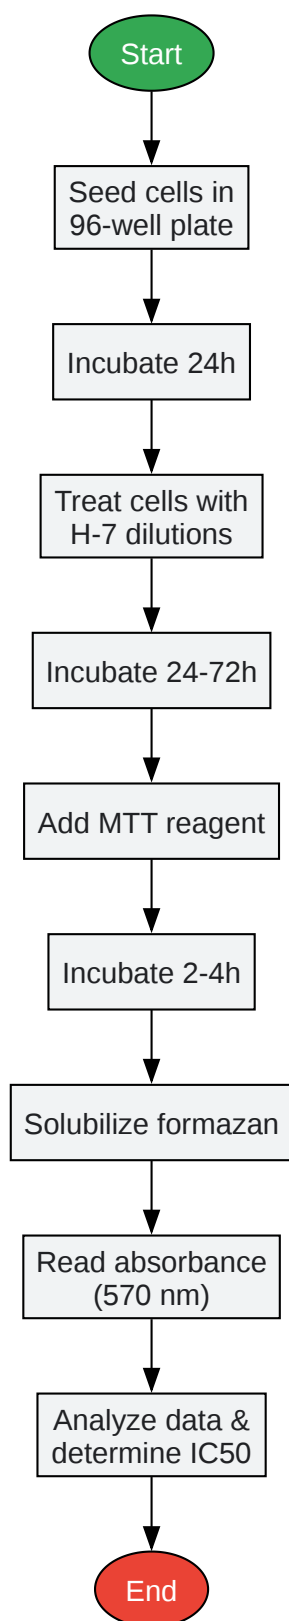 Start
Seed cells in
96-well plate
Incubate 24h
Treat cells with
H-7 dilutions
Incubate 24-72h
Add MTT reagent
Incubate 2-4h
Solubilize formazan
Read absorbance
(570 nm)
Analyze data &
determine IC50
End